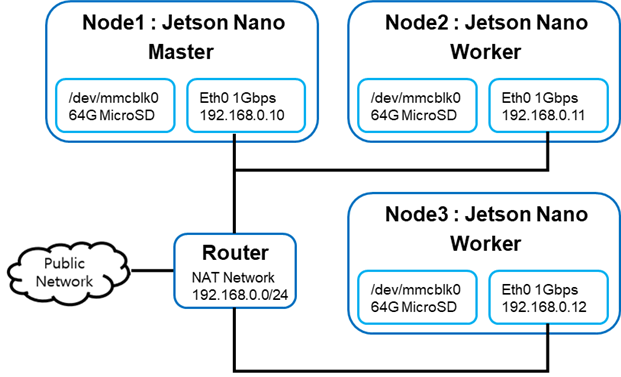 Node1 : Jetson Nano
Master
/dev/mmcblk0
64G MicroSD
Eth0 1Gbps
192.168.0.10
Node2 : Jetson Nano
Worker
/dev/mmcblk0
64G MicroSD
Eth0 1Gbps
192.168.0.11
Public
Network
Router
NAT Network
192.168.0.0/24
Node3 : Jetson Nano
Worker
/dev/mmcblk0
64G MicroSD
Eth0 1Gbps
192.168.0.12